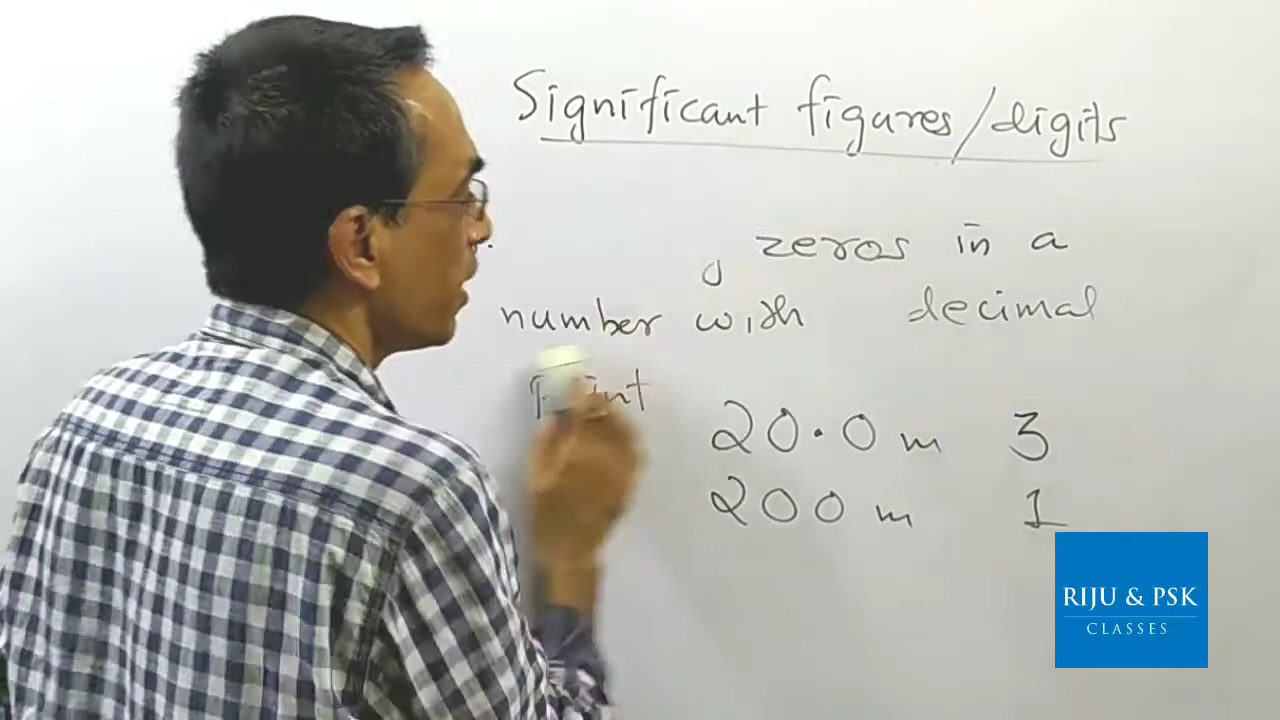 Significant figures/digits
zeros in a
number with decimal
20.0 m 3
200 m 1
RIJU & PSK
CLASSES